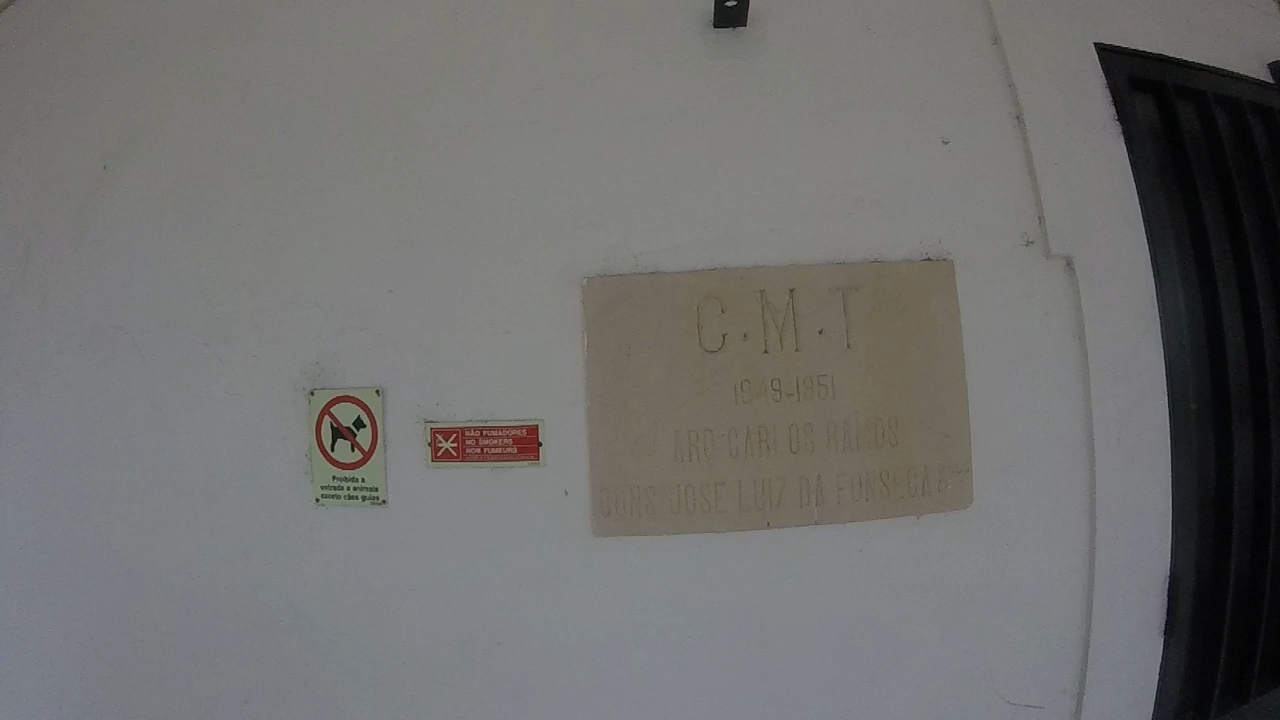 C.M.T
1949-1951
ARQ CARLOS RAMOS
CONS JOSE LUIZ DA FONSECA &
NÃO FUMADORES
NO SMOKERS
NON FUMEURS
Proibida a
entrada a animais
exceto cães guias